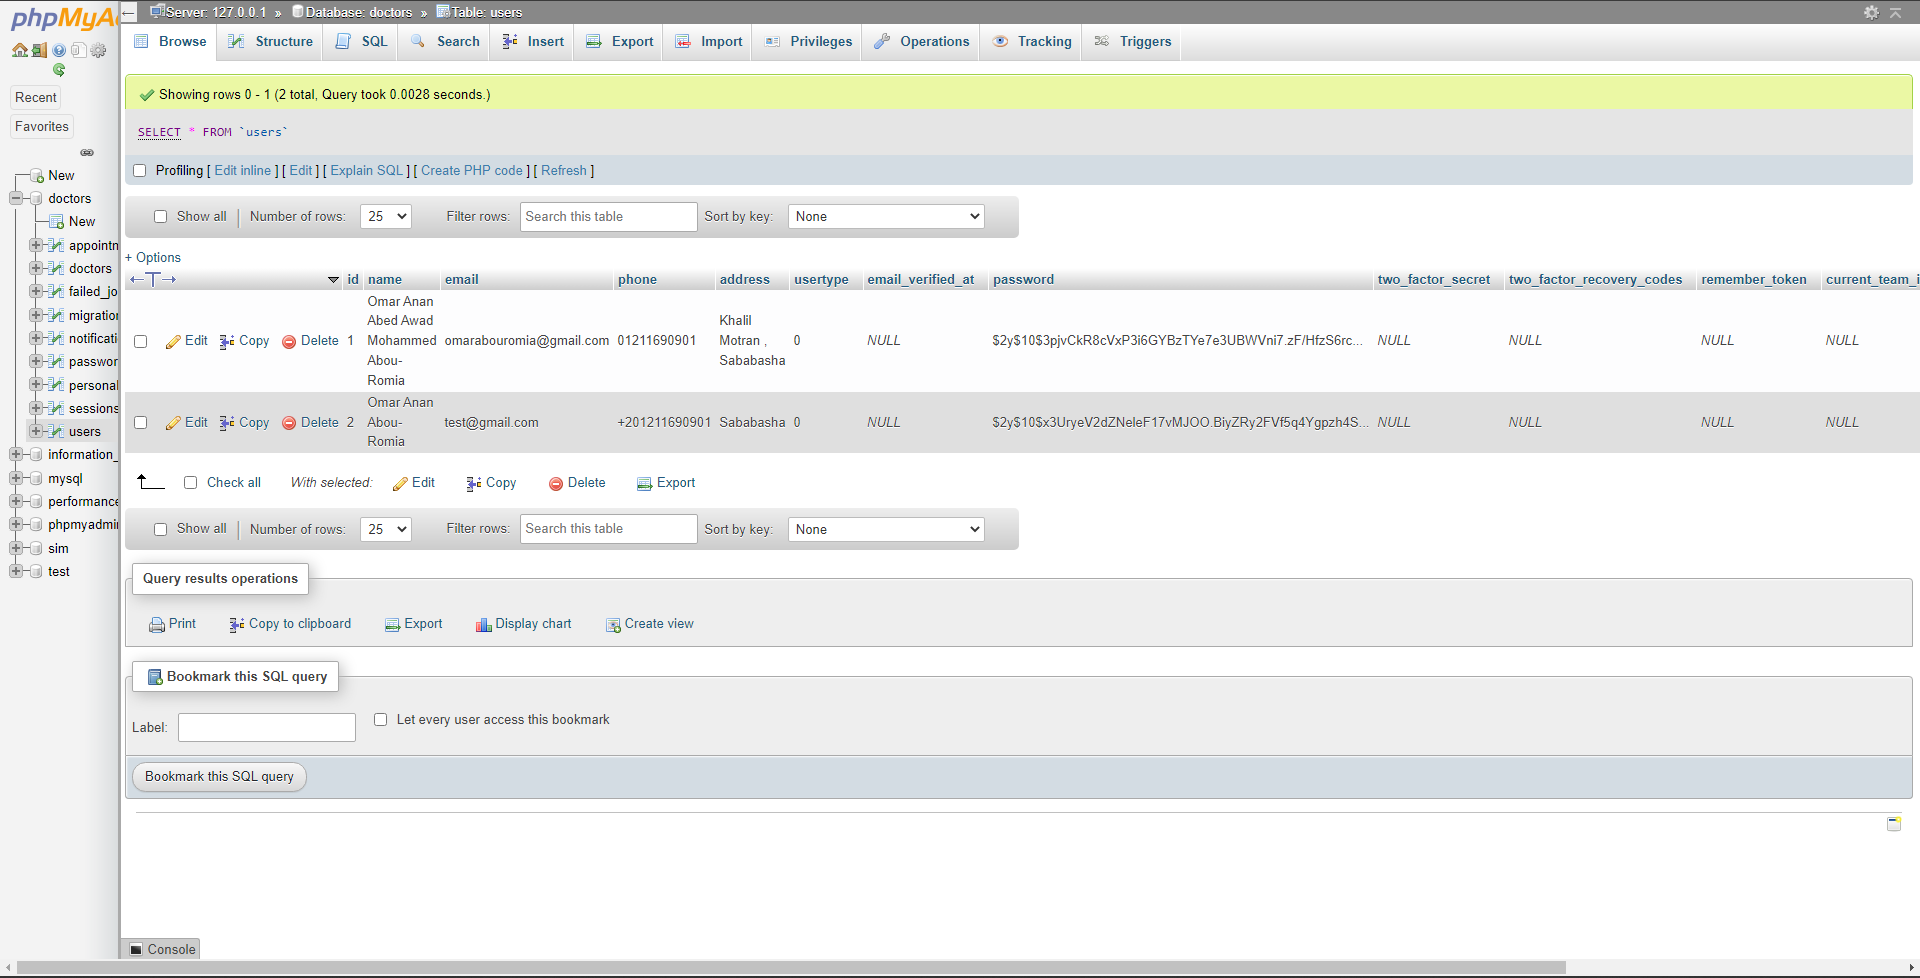 phpMyA
Server: 127.0.0.1 » Database: doctors » Table: users
Browse Structure SQL Search Insert Export Import Privileges Operations Tracking Triggers
Recent
Favorites
New
doctors
New
appointn
doctors
failed_jo
migration
notificati
passwor
personal
sessions
users
information_
mysql
performance
phpmyadmi
sim
test
Showing rows 0 - 1 (2 total, Query took 0.0028 seconds.)
SELECT * FROM `users`
Profiling [ Edit inline ] [ Edit ] [ Explain SQL ] [ Create PHP code ] [ Refresh ]
Show all Number of rows: 25 Filter rows: Search this table Sort by key: None
+ Options
id name email phone address usertype email_verified_at password two_factor_secret two_factor_recovery_codes remember_token current_team_i
Edit Copy Delete 1
Omar Anan
Abed Awad
Mohammed
Abou-
Romia
omarabouromia@gmail.com 01211690901
Khalil
Motran ,
Sababasha
0 NULL $2y$10$3pjvCkR8cVxP3i6GYBzTYe7e3UBWVni7.zF/HfzS6rc... NULL NULL NULL NULL
Edit Copy Delete 2
Omar Anan
Abou-
Romia
test@gmail.com +201211690901 Sababasha 0 NULL $2y$10$x3UryeV2dZNeleF17vMJOO.BiyZRy2FVf5q4Ygpzh4S... NULL NULL NULL NULL
Check all With selected: Edit Copy Delete Export
Show all Number of rows: 25 Filter rows: Search this table Sort by key: None
Query results operations
Print Copy to clipboard Export Display chart Create view
Bookmark this SQL query
Label: Let every user access this bookmark
Bookmark this SQL query
Console